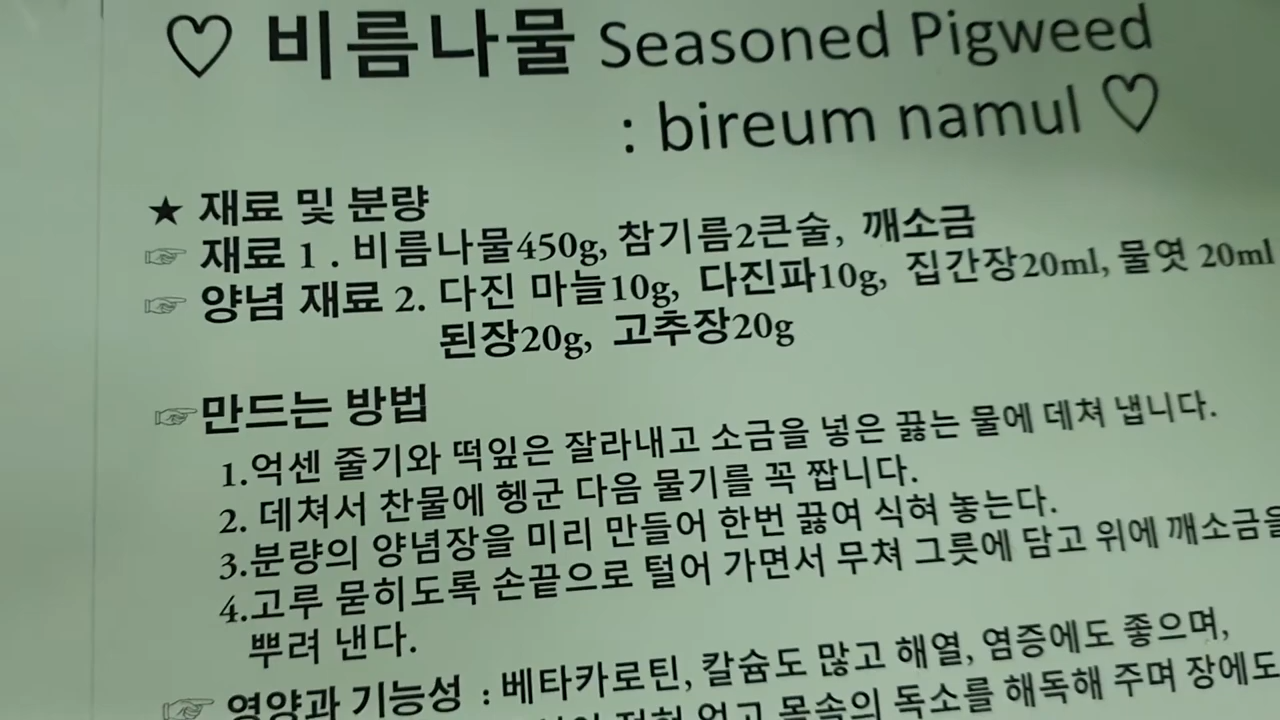 ♡ 비름나물 Seasoned Pigweed
: bireum namul ♡
★ 재료 및 분량
☞ 재료 1 . 비름나물450g, 참기름2큰술, 깨소금
☞ 양념 재료 2. 다진 마늘10g, 다진파10g, 집간장20ml, 물엿 20ml
된장20g, 고추장20g
☞만드는 방법
1.억센 줄기와 떡잎은 잘라내고 소금을 넣은 끓는 물에 데쳐 냅니다.
2. 데쳐서 찬물에 헹군 다음 물기를 꼭 짭니다.
3.분량의 양념장을 미리 만들어 한번 끓여 식혀 놓는다.
4.고루 묻히도록 손끝으로 털어 가면서 무쳐 그릇에 담고 위에 깨소금을
뿌려 낸다.
☞ 영양과 기능성 : 베타카로틴, 칼슘도 많고 해열, 염증에도 좋으며,
몸속의 독소를 해독해 주며 장에도